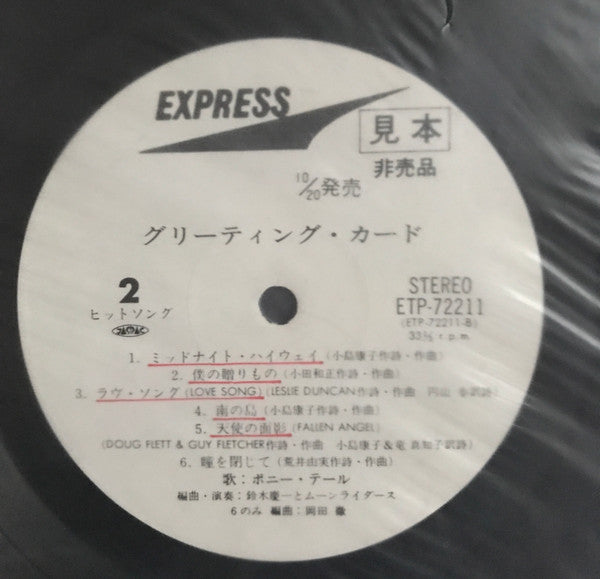 EXPRESS
見本
非売品
10/20発売
グリーティング・カード
2
ヒットソング
STEREO
ETP-72211
(ETP-72211-B)
33⅓ r.p.m.
1. ミッドナイト・ハイウェイ(小島康子作詩・作曲)
2. 僕の贈りもの(小田和正作詩・作曲)
3. ラヴ・ソング(LOVE SONG)(LESLIE DUNCAN作詩・作曲 円山 訳詩)
4. 南の島(小島康子作詩・作曲)
5. 天使の面影(FALLEN ANGEL)
(DOUG FLETT & GUY FLETCHER作詩・作曲 小島康子&竜 真知子訳詩)
6. 瞳を閉じて(荒井由実作詩・作曲)
歌:ポニー・テール
編曲・演奏:鈴木慶一とムーンライダース
6のみ 編曲:岡田 徹